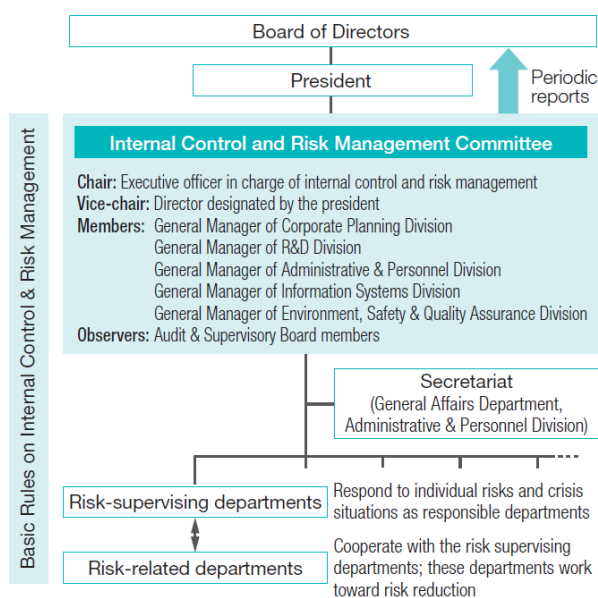 Board of Directors
President
Periodic
reports
Basic Rules on Internal Control & Risk Management
Internal Control and Risk Management Committee
Chair: Executive officer in charge of internal control and risk management
Vice-chair: Director designated by the president
Members: General Manager of Corporate Planning Division
General Manager of R&D Division
General Manager of Administrative & Personnel Division
General Manager of Information Systems Division
General Manager of Environment, Safety & Quality Assurance Division
Observers: Audit & Supervisory Board members
Secretariat
(General Affairs Department,
Administrative & Personnel Division)
Risk-supervising departments
Respond to individual risks and crisis
situations as responsible departments
Risk-related departments
Cooperate with the risk supervising
departments; these departments work
toward risk reduction